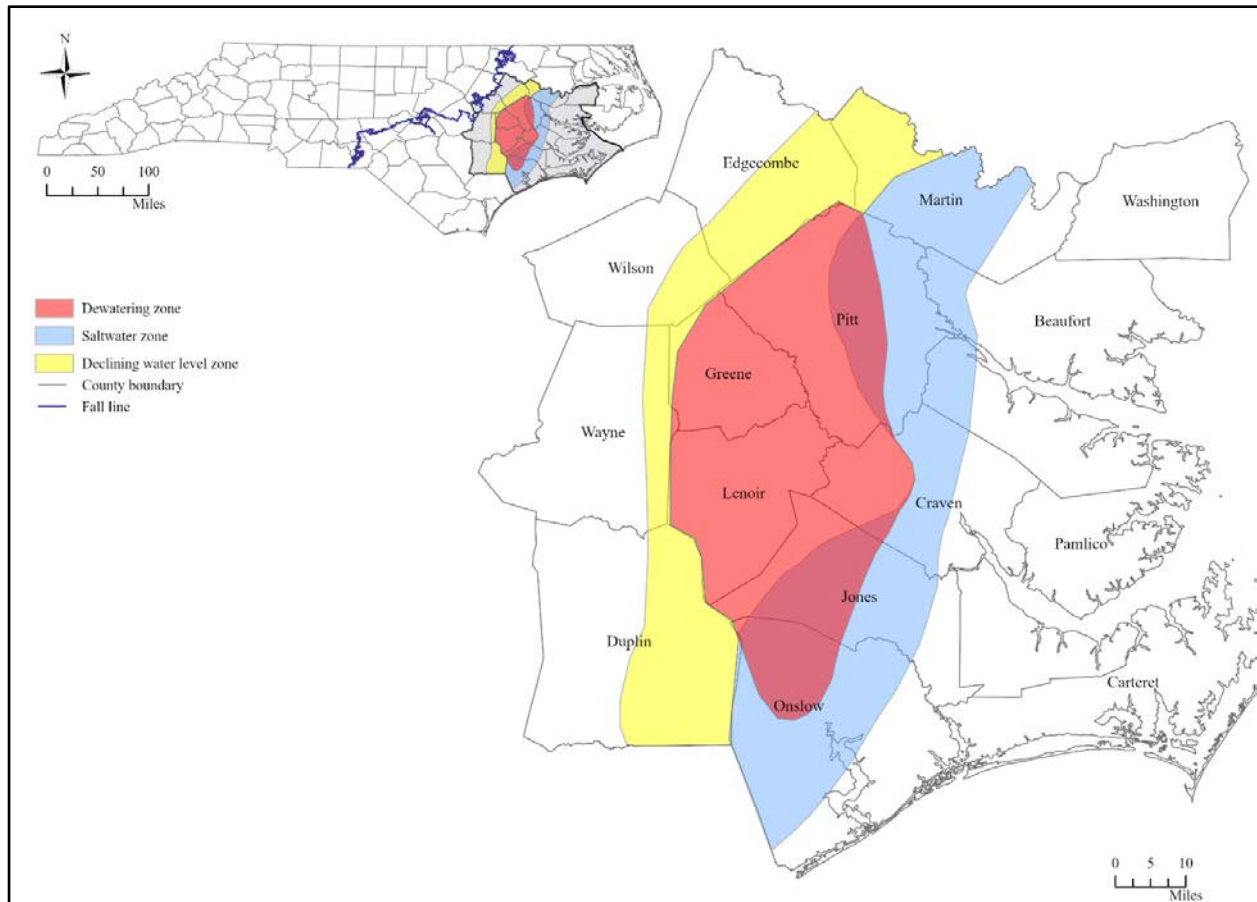 N
0 50 100
Miles
Dewatering zone
Saltwater zone
Declining water level zone
County boundary
Fall line
Edgecombe
Martin
Washington
Wilson
Beaufort
Pitt
Greene
Wayne
Lenoir
Craven
Pamlico
Jones
Duplin
Carteret
Onslow
0 5 10
Miles